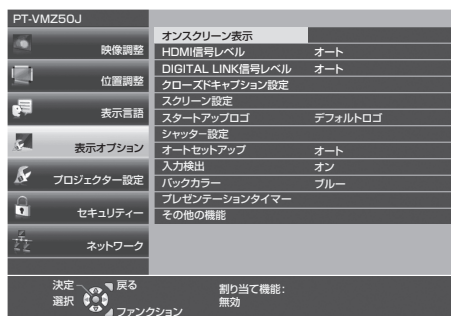 PT-VMZ50J
映像調整
位置調整
表示言語
表示オプション
プロジェクター設定
セキュリティー
ネットワーク
オンスクリーン表示
HDMI信号レベル オート
DIGITAL LINK信号レベル オート
クローズドキャプション設定
スクリーン設定
スタートアップロゴ デフォルトロゴ
シャッター設定
オートセットアップ オート
入力検出 オン
バックカラー ブルー
プレゼンテーションタイマー
その他の機能
決定 戻る
選択
ファンクション
割り当て機能:
無効